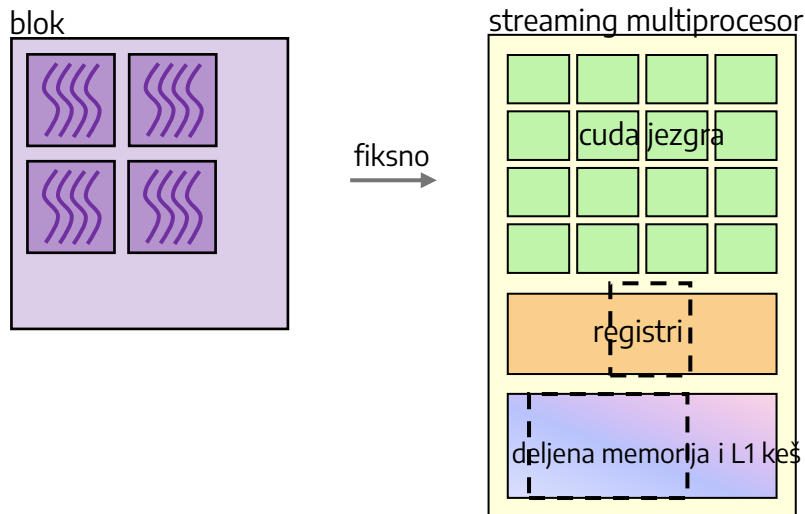 blok
streaming multiprocesor
cuda jezgra
fiksno
registri
deljena memorija i L1 keš